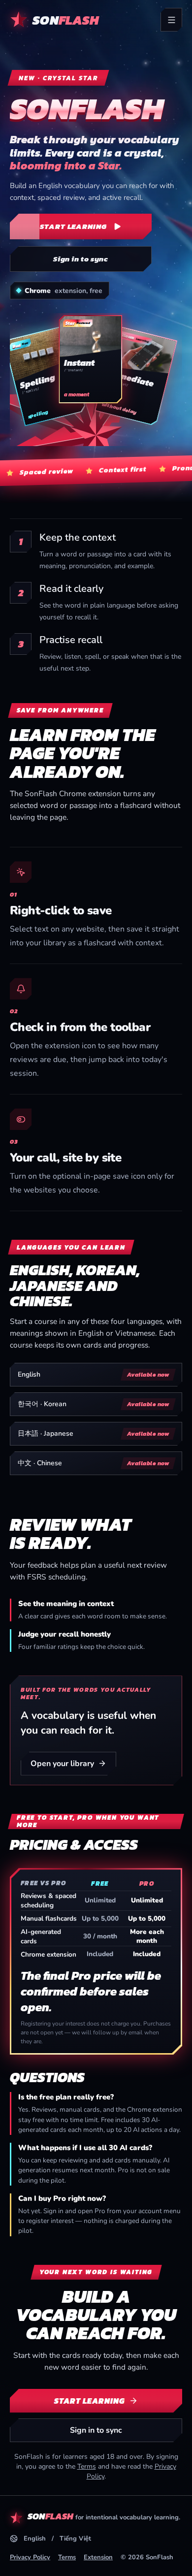 SONFLASH
NEW · CRYSTAL STAR
SONFLASH
Break through your vocabulary
limits. Every card is a crystal,
blooming into a Star.
Build an English vocabulary you can reach for with
context, spaced review, and active recall.
START LEARNING
Sign in to sync
Chrome extension, free
Spelling
spelling
Instant
a moment
Spaced review
Context first
1
Keep the context
Turn a word or passage into a card with its
meaning, pronunciation, and example.
2
Read it clearly
See the word in plain language before asking
yourself to recall it.
3
Practise recall
Review, listen, spell, or speak when that is the
useful next step.
SAVE FROM ANYWHERE
LEARN FROM THE
PAGE YOU'RE
ALREADY ON.
The SonFlash Chrome extension turns any
selected word or passage into a flashcard without
leaving the page.
01
Right-click to save
Select text on any website, then save it straight
into your library as a flashcard with context.
02
Check in from the toolbar
Open the extension icon to see how many
reviews are due, then jump back into today's
session.
03
Your call, site by site
Turn on the optional in-page save icon only for
the websites you choose.
LANGUAGES YOU CAN LEARN
ENGLISH, KOREAN,
JAPANESE AND
CHINESE.
Start a course in any of these four languages, with
meanings shown in English or Vietnamese. Each
course keeps its own cards and progress.
English
Available now
한국어 · Korean
Available now
日本語 · Japanese
Available now
中文 · Chinese
Available now
REVIEW WHAT
IS READY.
Your feedback helps plan a useful next review
with FSRS scheduling.
See the meaning in context
A clear card gives each word room to make sense.
Judge your recall honestly
Four familiar ratings keep the choice quick.
BUILT FOR THE WORDS YOU ACTUALLY
MEET.
A vocabulary is useful when
you can reach for it.
Open your library →
FREE TO START, PRO WHEN YOU WANT
MORE
PRICING & ACCESS
FREE VS PRO FREE PRO
Reviews & spaced
scheduling
Unlimited Unlimited
Manual flashcards Up to 5,000 Up to 5,000
AI-generated
cards
30 / month
More each
month
Chrome extension Included Included
The final Pro price will be
confirmed before sales
open.
Registering your interest does not charge you. Purchases
are not open yet — we will follow up by email when
they are.
QUESTIONS
Is the free plan really free?
Yes. Reviews, manual cards, and the Chrome extension
stay free with no time limit. Free includes 30 AI-
generated cards each month, up to 20 AI actions a day.
What happens if I use all 30 AI cards?
You can keep reviewing and add cards manually. AI
generation resumes next month. Pro is not on sale
during the pilot.
Can I buy Pro right now?
Not yet. Sign in and open Pro from your account menu
to register interest — nothing is charged during the
pilot.
YOUR NEXT WORD IS WAITING
BUILD A
VOCABULARY YOU
CAN REACH FOR.
Start with the cards ready today, then make each
new word easier to find again.
START LEARNING →
Sign in to sync
SonFlash is for learners aged 18 and over. By signing
in, you agree to the Terms and have read the Privacy
Policy.
SONFLASH for intentional vocabulary learning.
English / Tiếng Việt
Privacy Policy Terms Extension © 2026 SonFlash